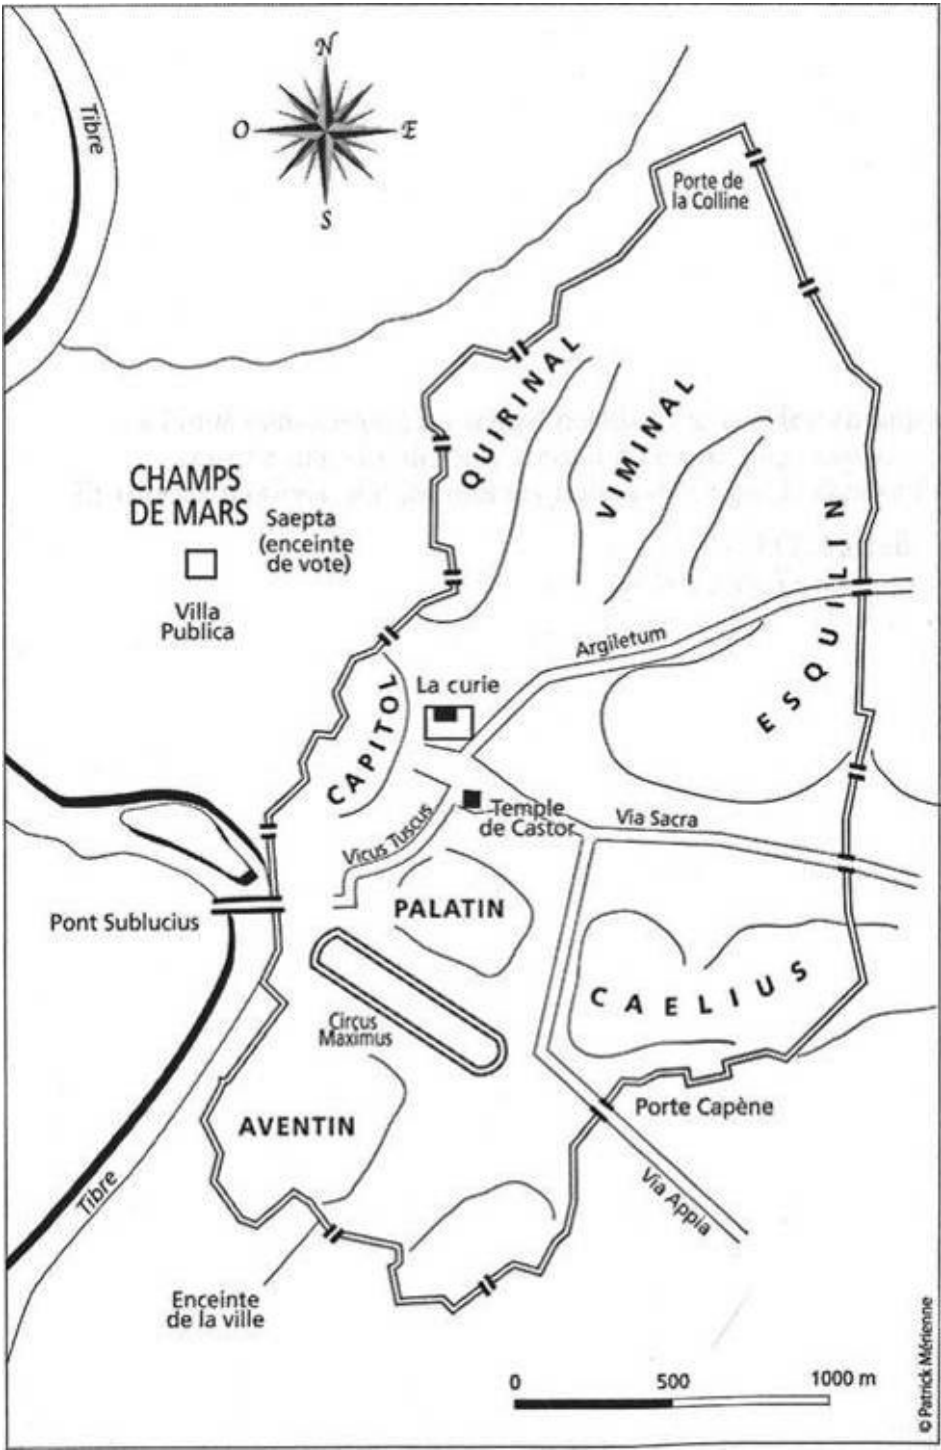 N
O
E
S
Tibre
Porte de
la Colline
QUIRINAL
VIMINAL
CHAMPS
DE MARS
Saepta
(enceinte
de vote)
Villa
Publica
ESQUILIN
Argiletum
La curie
CAPITOL
Temple
de Castor
Via Sacra
Vicus Tuscus
PALATIN
Pont Sublucius
CAELIUS
Circus
Maximus
AVENTIN
Porte Capène
Tibre
Via Appia
Enceinte
de la ville
0
500
1000 m
© Patrick Mérienne